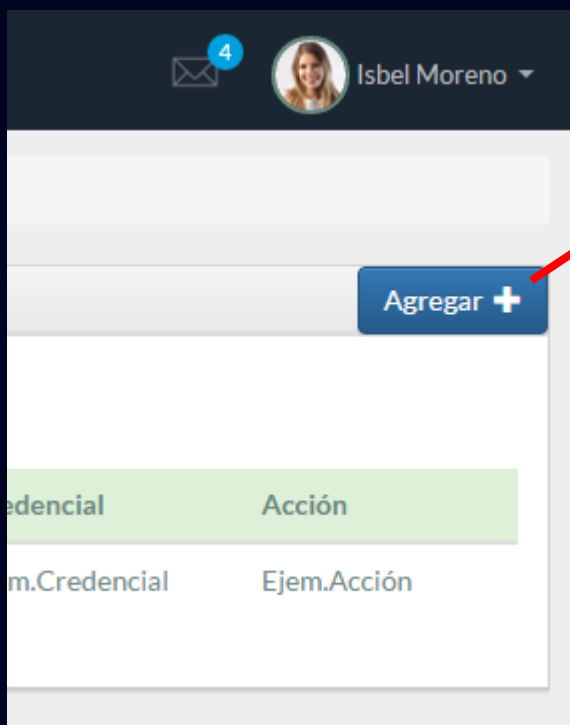 4
Isbel Moreno
Agregar
edencial Acción
m.Credencial Ejem.Acción